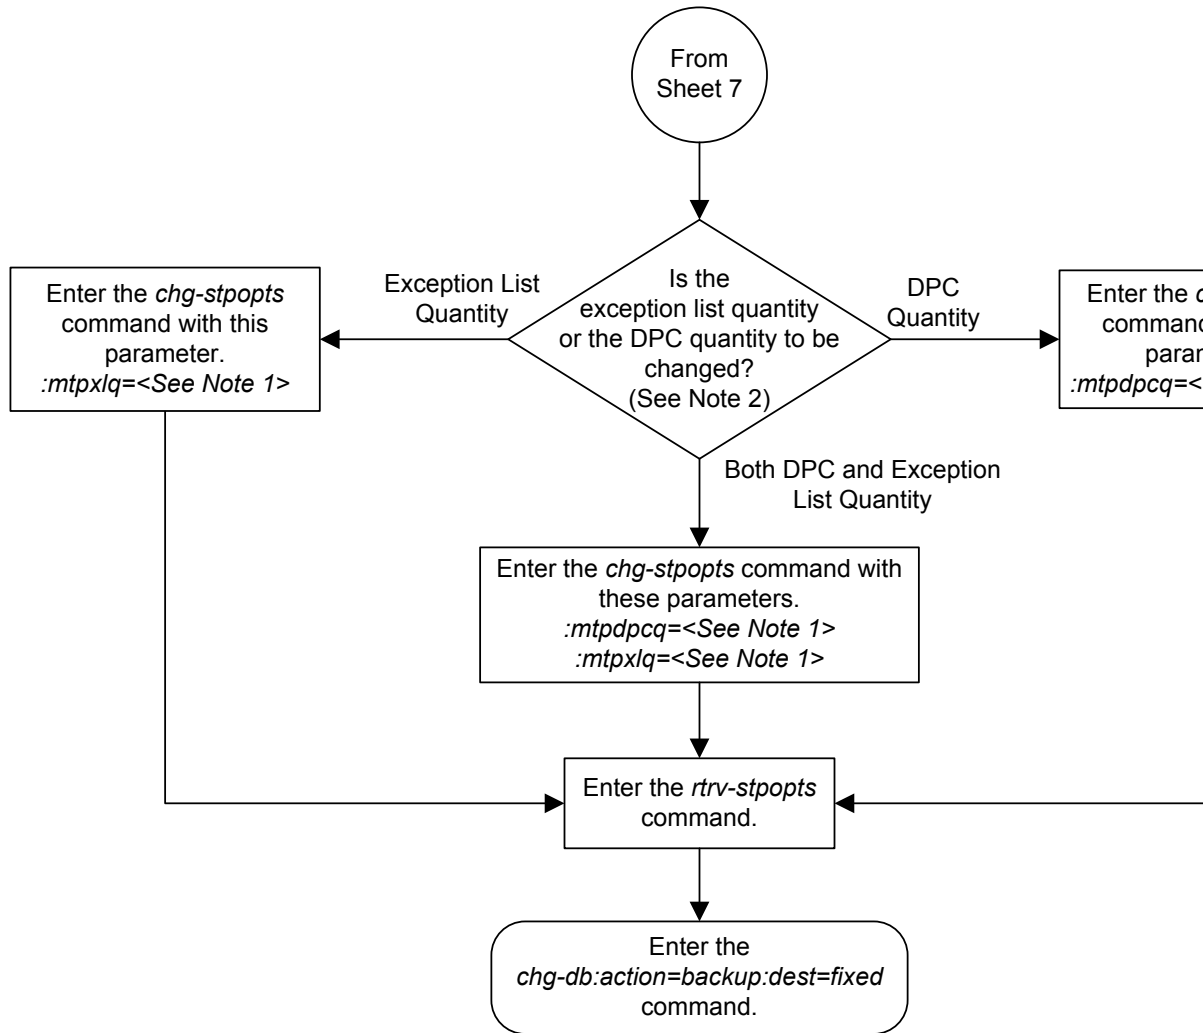 From
Sheet 7
Is the
exception list quantity
or the DPC quantity to be
changed?
(See Note 2)
Exception List
Quantity
DPC
Quantity
Enter the chg-stpopts
command with this
parameter.
:mtpxlq=<See Note 1>
Enter the
:mtpdpcq=<
Both DPC and Exception
List Quantity
Enter the chg-stpopts command with
these parameters.
:mtpdpcq=<See Note 1>
:mtpxlq=<See Note 1>
Enter the rtrv-stpopts
command.
Enter the
chg-db:action=backup:dest=fixed
command.